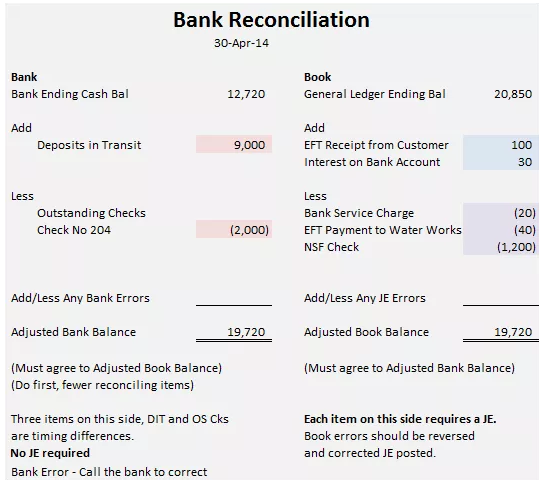 Bank Reconciliation
30-Apr-14
Bank
Bank Ending Cash Bal 12,720
Add
Deposits in Transit 9,000
Less
Outstanding Checks
Check No 204 (2,000)
Add/Less Any Bank Errors
Adjusted Bank Balance 19,720
(Must agree to Adjusted Book Balance)
(Do first, fewer reconciling items)
Three items on this side, DIT and OS Cks
are timing differences.
No JE required
Bank Error - Call the bank to correct
Book
General Ledger Ending Bal 20,850
Add
EFT Receipt from Customer 100
Interest on Bank Account 30
Less
Bank Service Charge (20)
EFT Payment to Water Works (40)
NSF Check (1,200)
Add/Less Any JE Errors
Adjusted Book Balance 19,720
(Must agree to Adjusted Bank Balance)
Each item on this side requires a JE.
Book errors should be reversed
and corrected JE posted.